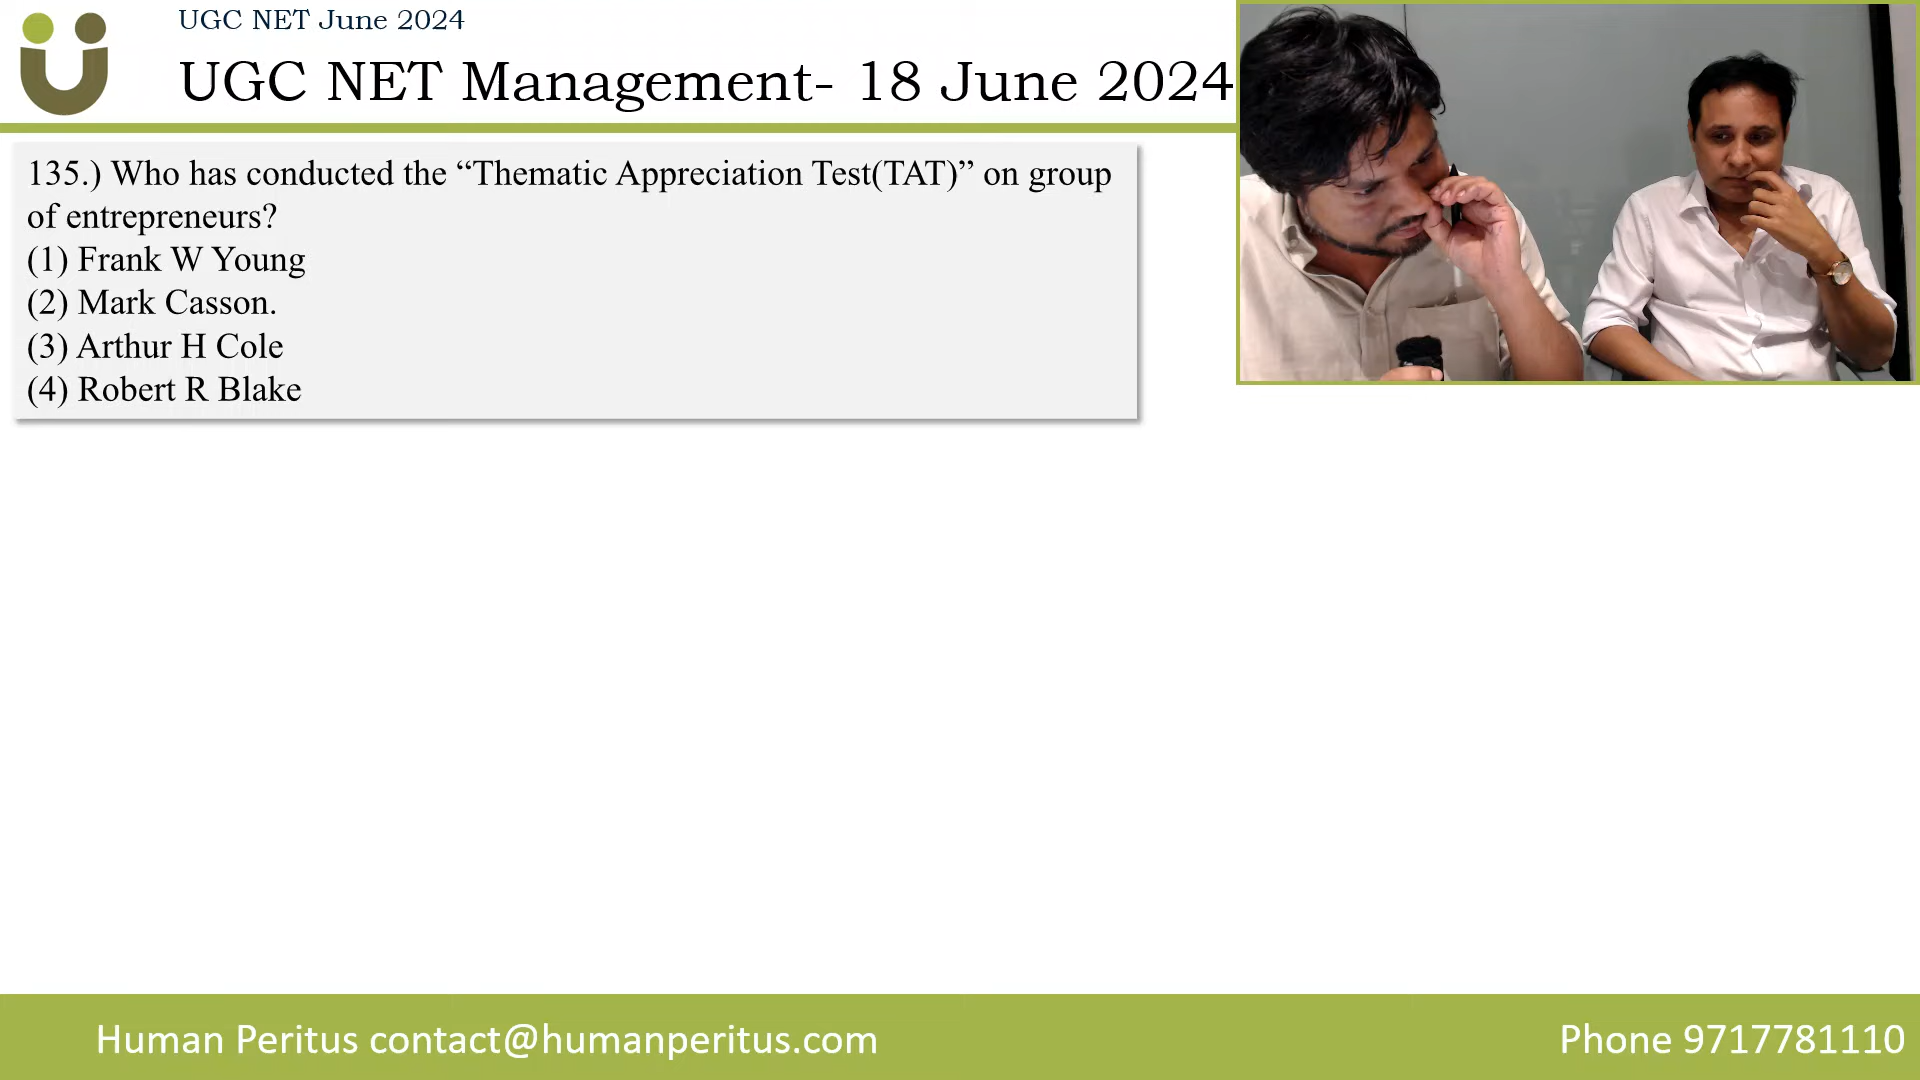 UGC NET June 2024
UGC NET Management- 18 June 2024
135.) Who has conducted the “Thematic Appreciation Test(TAT)” on group
of entrepreneurs?
(1) Frank W Young
(2) Mark Casson.
(3) Arthur H Cole
(4) Robert R Blake
Human Peritus contact@humanperitus.com
Phone 9717781110